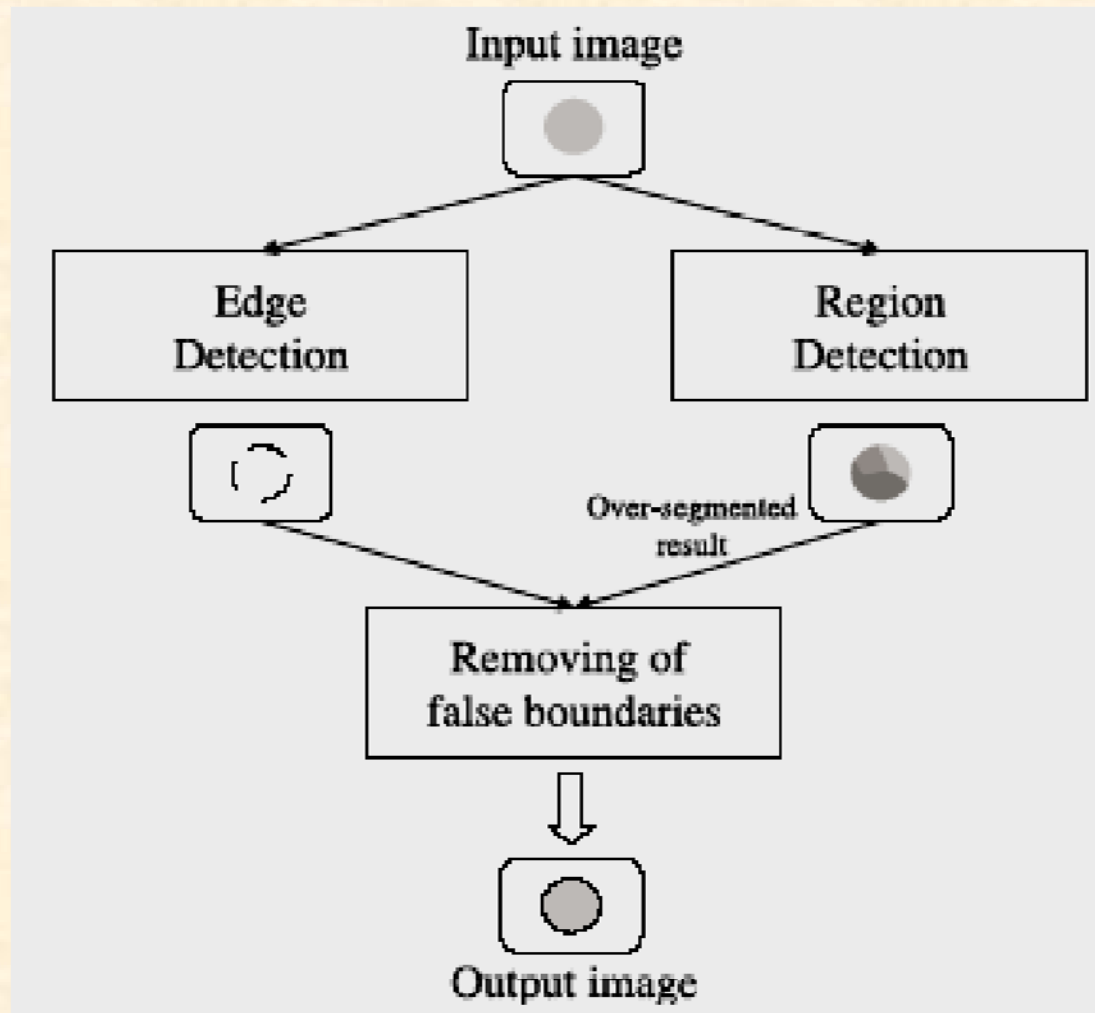 Input image
Edge
Detection
Region
Detection
Over-segmented
result
Removing of
false boundaries
Output image